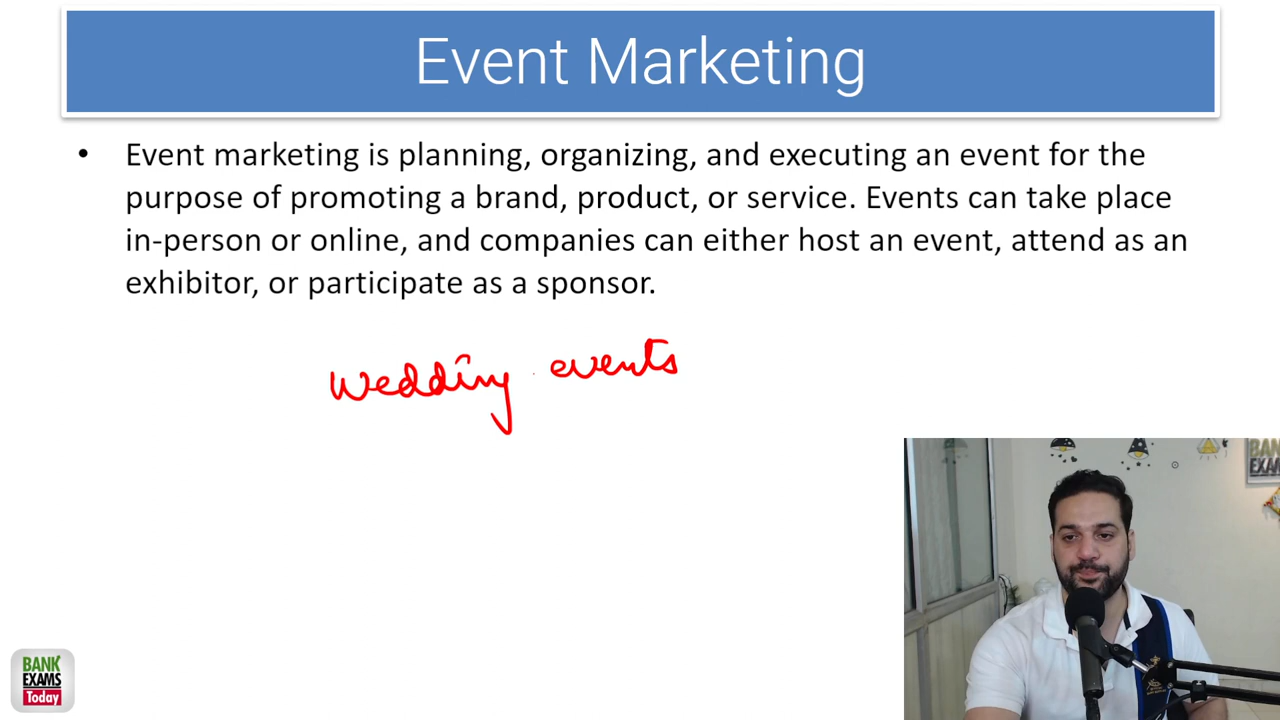 Event Marketing
• Event marketing is planning, organizing, and executing an event for the
purpose of promoting a brand, product, or service. Events can take place
in-person or online, and companies can either host an event, attend as an
exhibitor, or participate as a sponsor.
Wedding events
BANK
EXAM
BANK
EXAMS
Today